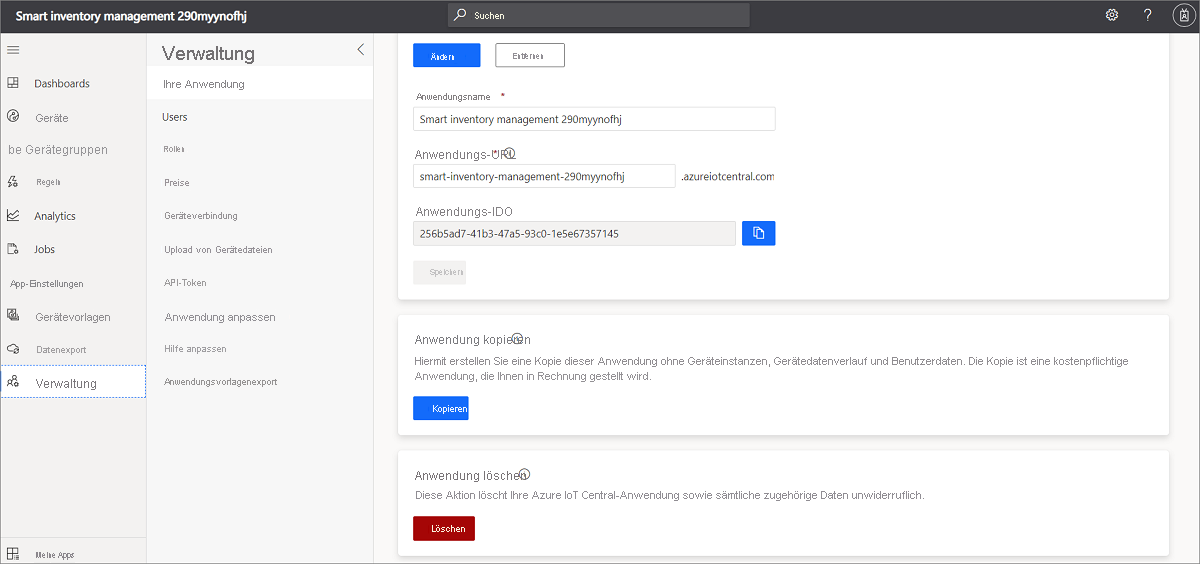 Smart inventory management 290myynofhj
Suchen
?
Dashboards
Geräte
be Gerätegruppen
Regeln
Analytics
Jobs
App-Einstellungen
Gerätevorlagen
Datenexport
Verwaltung
Meine Apps
Verwaltung
Ihre Anwendung
Users
Rollen
Preise
Geräteverbindung
Upload von Gerätedateien
API-Token
Anwendung anpassen
Hilfe anpassen
Anwendungsvorlagenexport
Ändern
Entfernen
Anwendungsname *
Smart inventory management 290myynofhj
Anwendungs-URL *
smart-inventory-management-290myynofhj
.azureiotcentral.com
Anwendungs-IDO
256b5ad7-41b3-47a5-93c0-1e5e67357145
Speichern
Anwendung kopieren
Hiermit erstellen Sie eine Kopie dieser Anwendung ohne Geräteinstanzen, Gerätedatenverlauf und Benutzerdaten. Die Kopie ist eine kostenpflichtige
Anwendung, die Ihnen in Rechnung gestellt wird.
Kopieren
Anwendung löschen
Diese Aktion löscht Ihre Azure IoT Central-Anwendung sowie sämtliche zugehörige Daten unwiderruflich.
Löschen